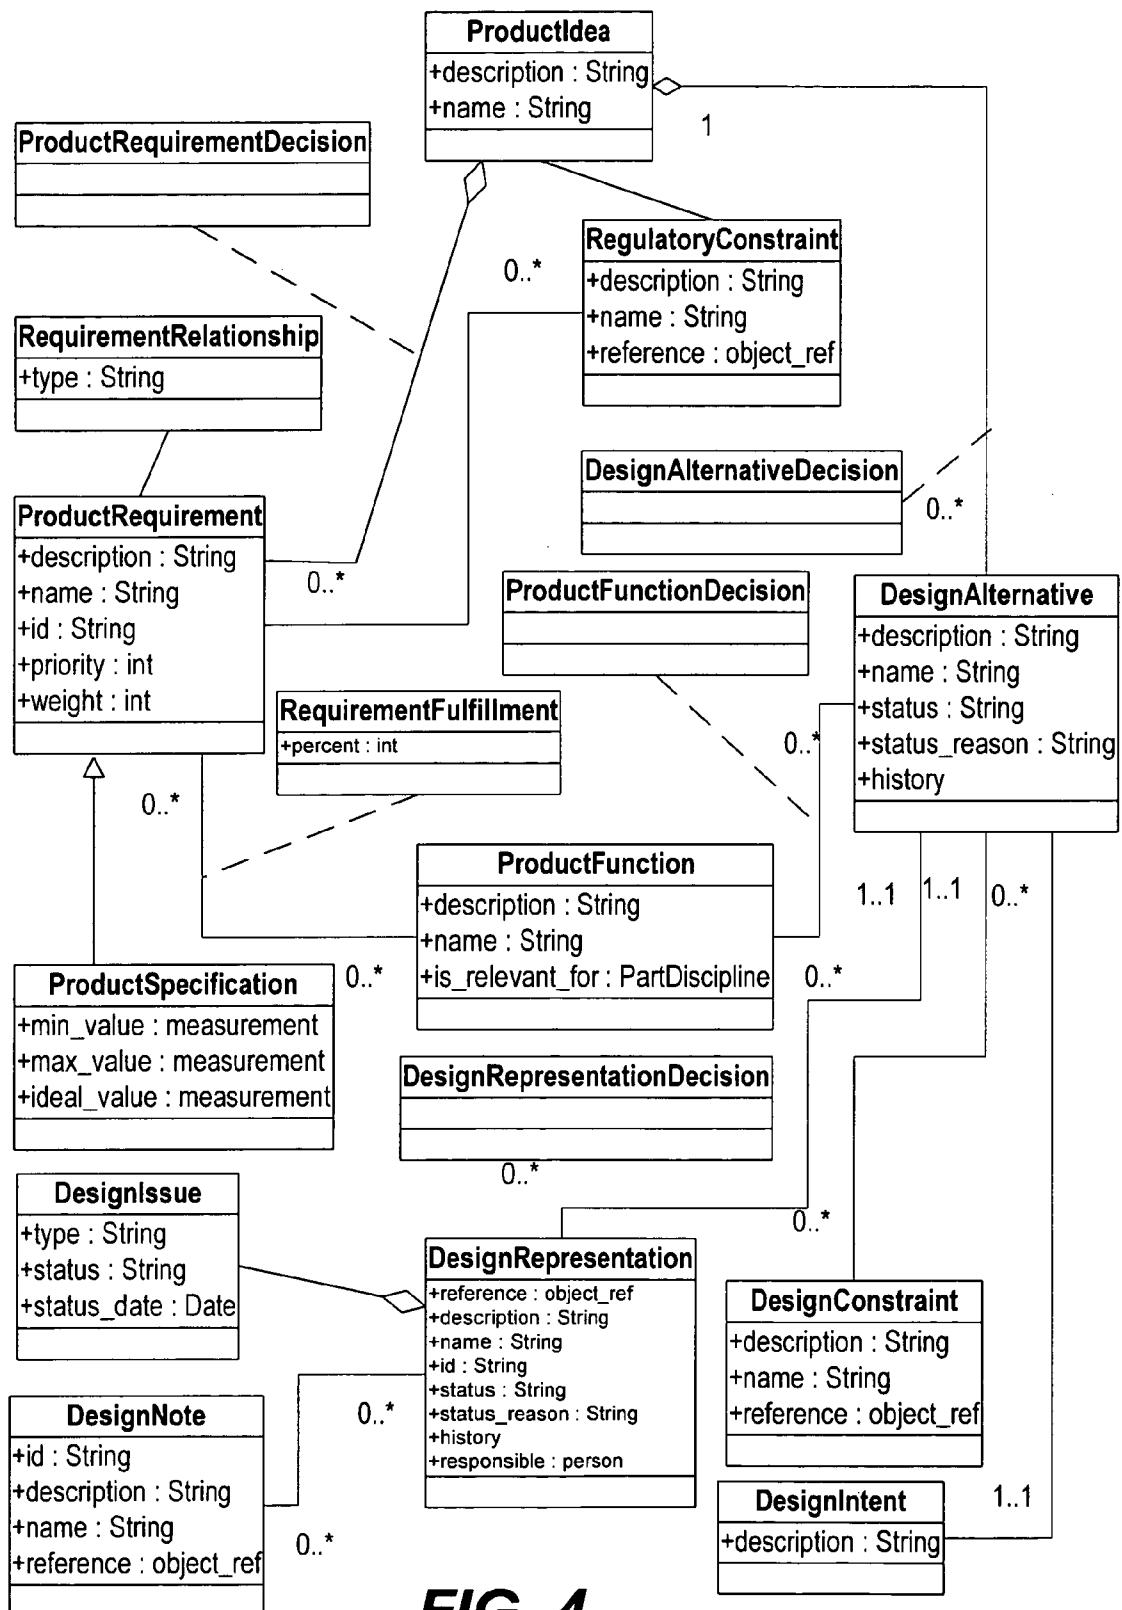 ProductIdea
+description : String
+name : String
1
ProductRequirementDecision
RegulatoryConstraint
+description : String
+name : String
+reference : object_ref
0..*
RequirementRelationship
+type : String
DesignAlternativeDecision
0..*
ProductRequirement
+description : String
+name : String
+id : String
+priority : int
+weight : int
0..*
ProductFunctionDecision
DesignAlternative
+description : String
+name : String
+status : String
+status_reason : String
+history
RequirementFulfillment
+percent : int
0..*
0..*
ProductFunction
+description : String
+name : String
+is_relevant_for : PartDiscipline
1..1
1..1
0..*
ProductSpecification
+min_value : measurement
+max_value : measurement
+ideal_value : measurement
0..*
0..*
DesignRepresentationDecision
0..*
0..*
DesignIssue
+type : String
+status : String
+status_date : Date
DesignRepresentation
+reference : object_ref
+description : String
+name : String
+id : String
+status : String
+status_reason : String
+history
+responsible : person
DesignConstraint
+description : String
+name : String
+reference : object_ref
DesignNote
+id : String
+description : String
+name : String
+reference : object_ref
0..*
0..*
DesignIntent
+description : String
1..1
FIG. 4